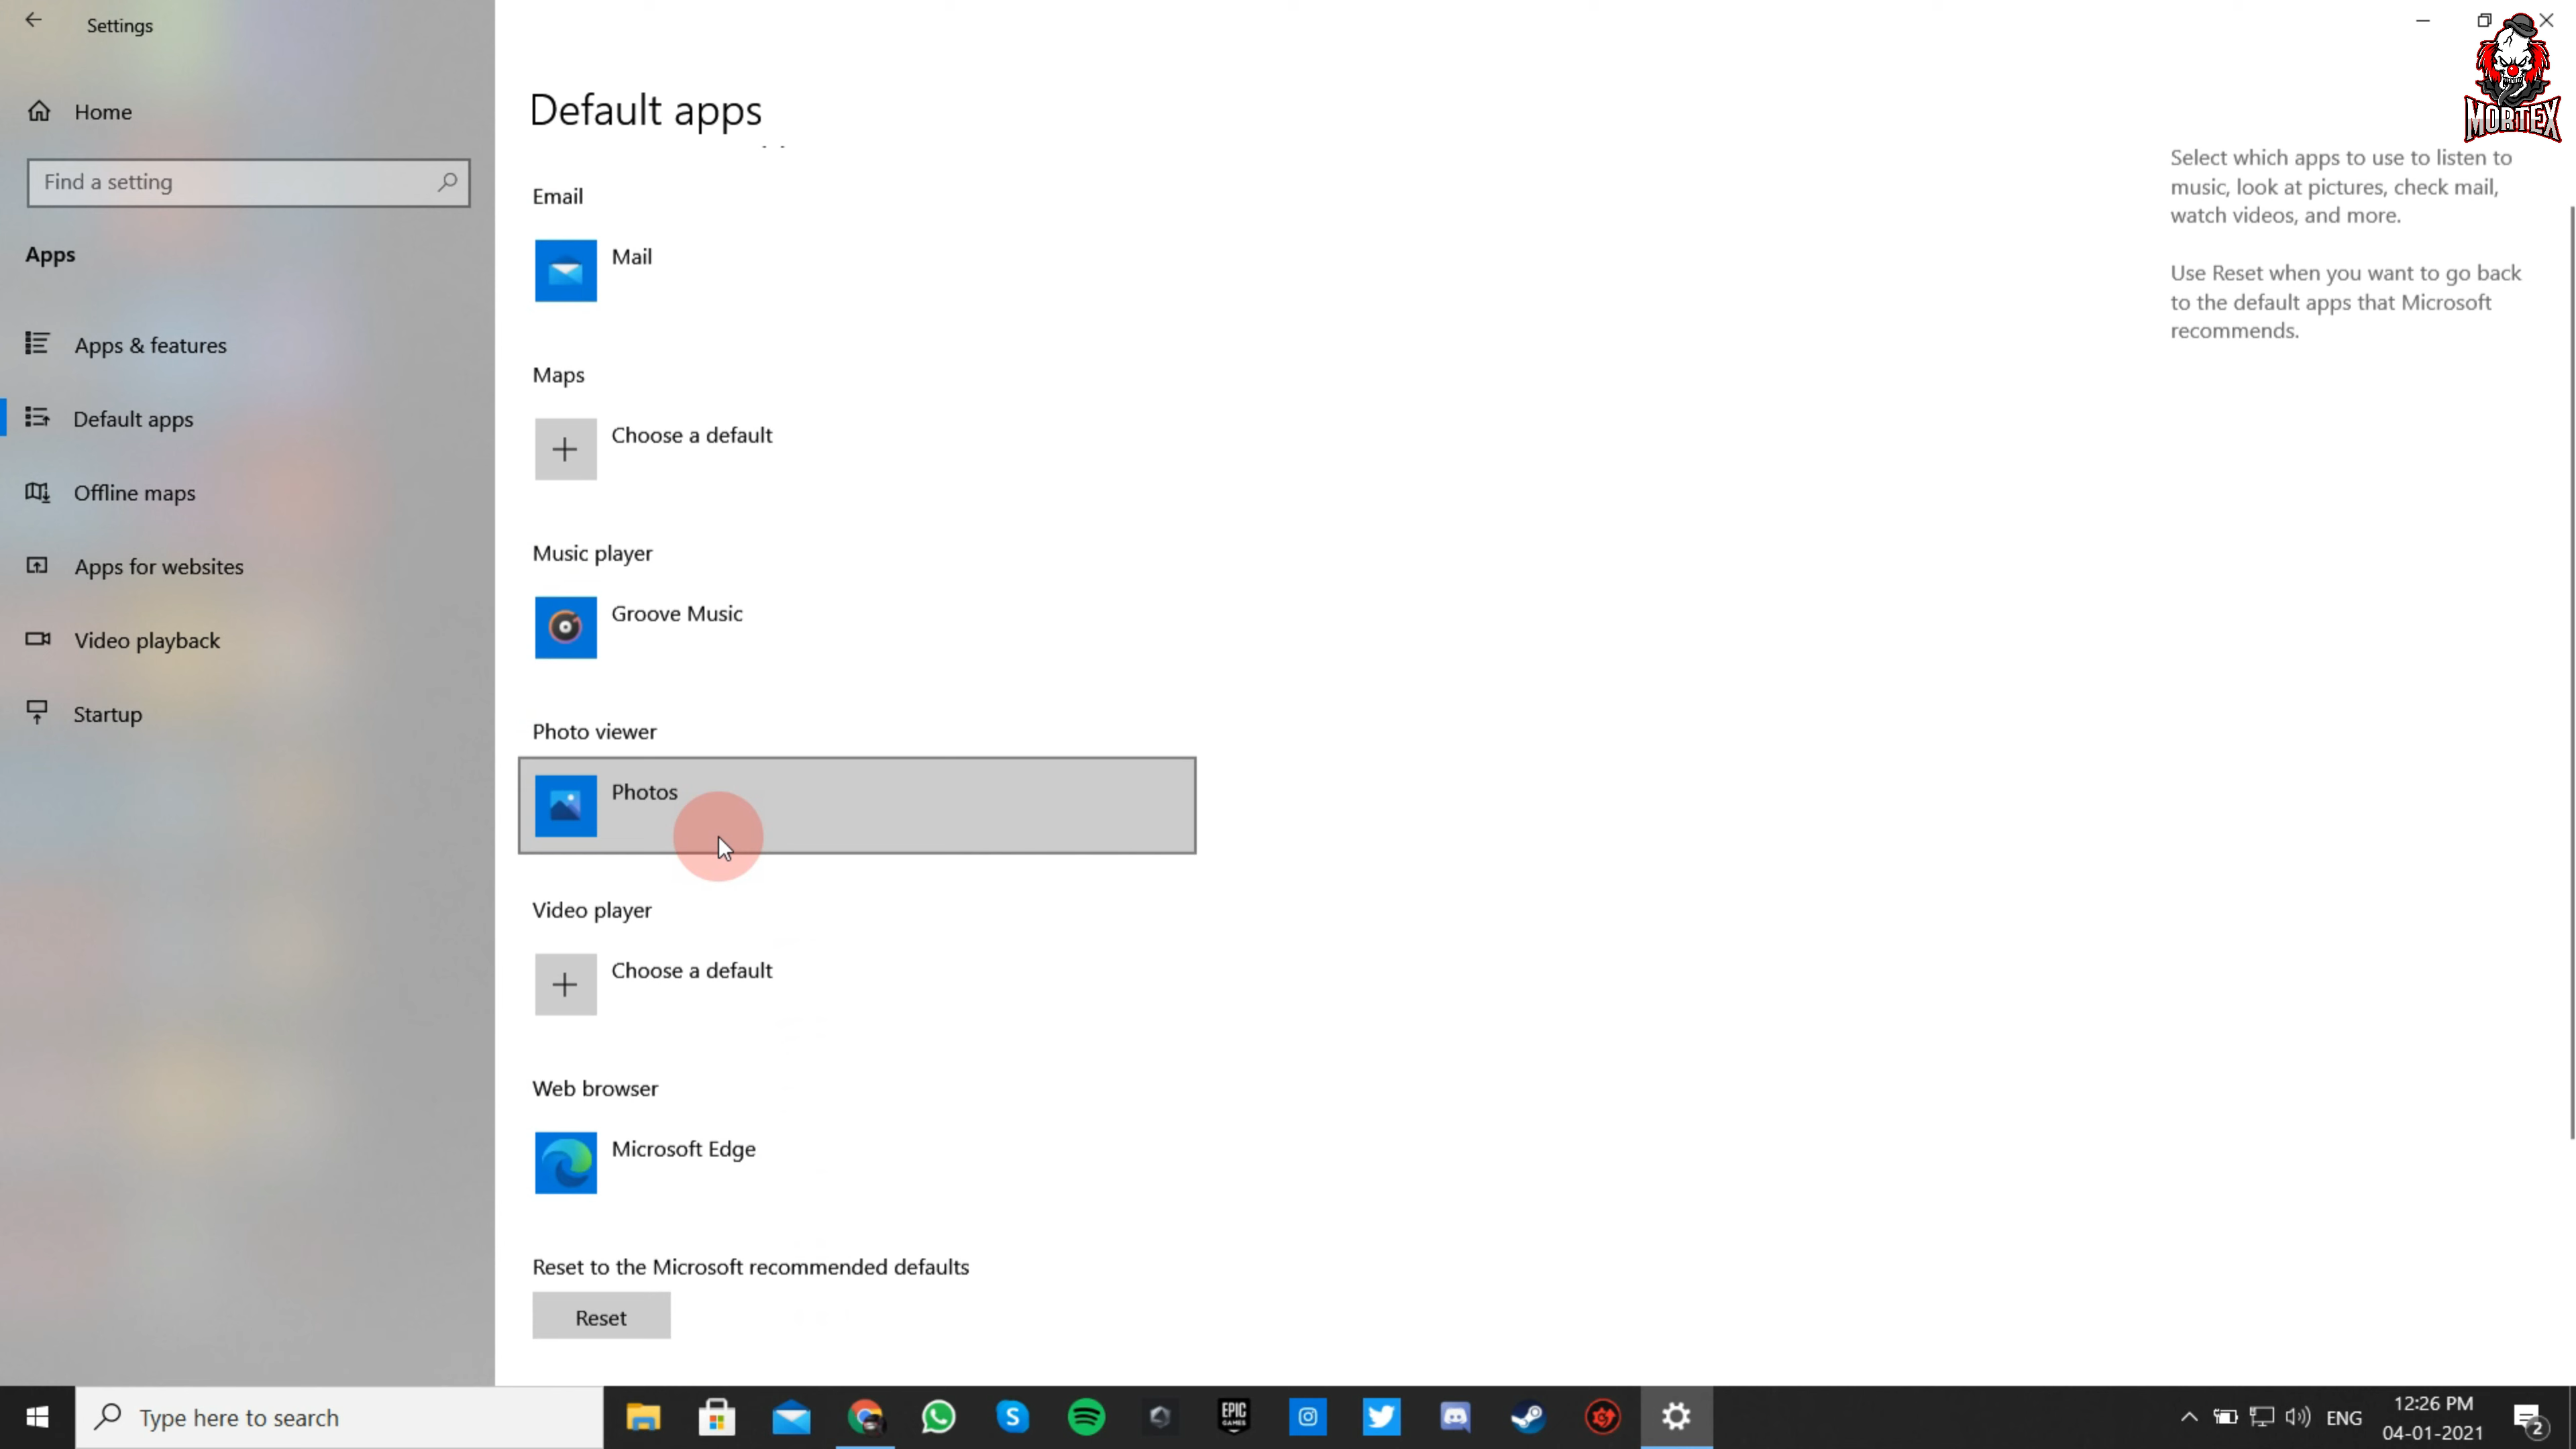 Settings
Home
Find a setting
Apps
Apps & features
Default apps
Offline maps
Apps for websites
Video playback
Startup
Default apps
Email
Mail
Maps
Choose a default
Music player
Groove Music
Photo viewer
Photos
Video player
Choose a default
Web browser
Microsoft Edge
Reset to the Microsoft recommended defaults
Reset
MORTEX
Select which apps to use to listen to
music, look at pictures, check mail,
watch videos, and more.
Use Reset when you want to go back
to the default apps that Microsoft
recommends.
Type here to search
EPIC
GAMES
ENG
12:26 PM
04-01-2021
2